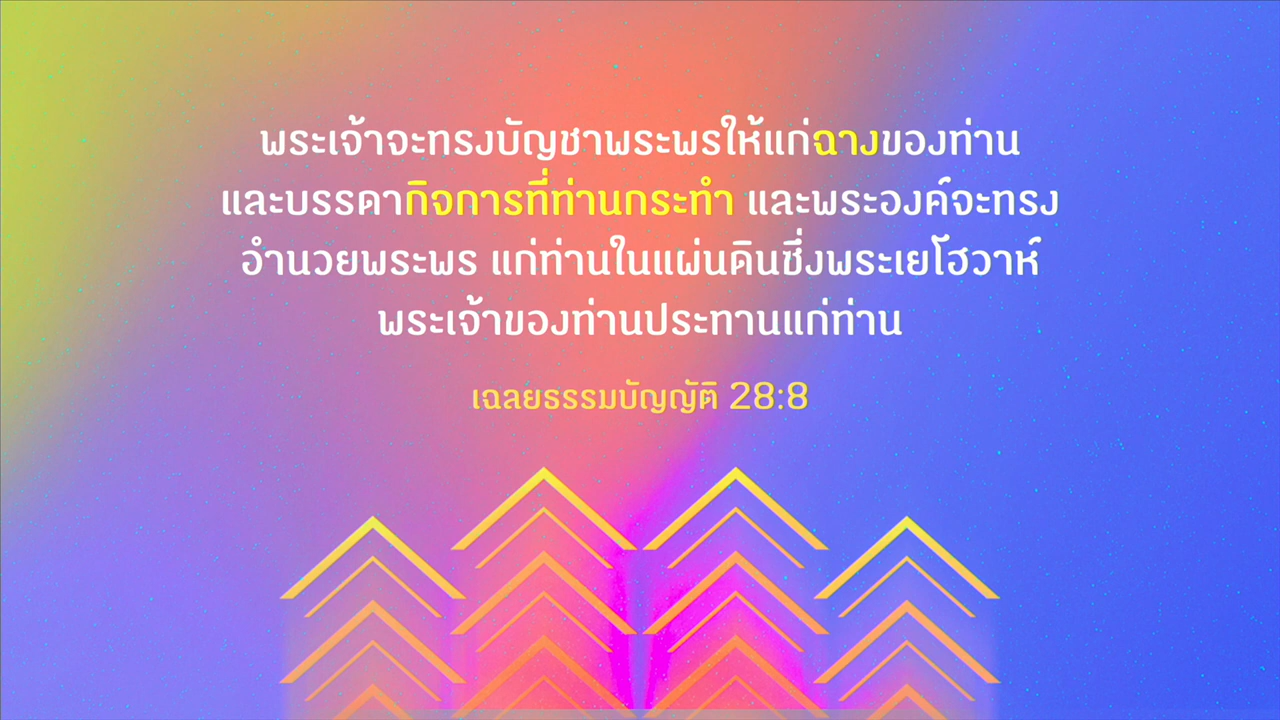 พระเจ้าจะทรงบัญชาพระพรให้แก่ฉางของท่าน
และบรรดากิจการที่ท่านกระทำ และพระองค์จะทรง
อำนวยพระพร แก่ท่านในแผ่นดินซึ่งพระเยโฮวาห์
พระเจ้าของท่านประทานแก่ท่าน
เฉลยธรรมบัญญัติ 28:8